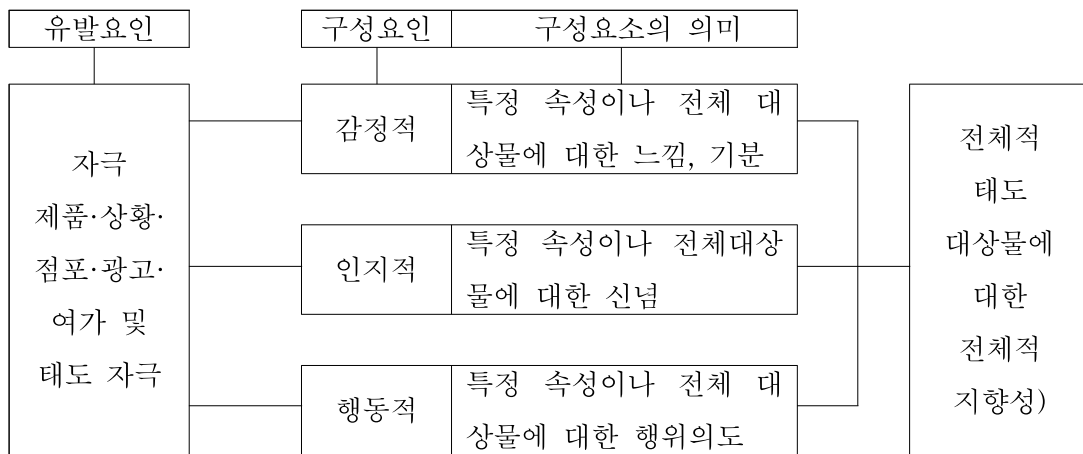 유발요인
구성요인
구성요소의 의미
자극
제품·상황·
점포·광고·
여가 및
태도 자극
감정적
특정 속성이나 전체 대
상물에 대한 느낌, 기분
인지적
특정 속성이나 전체대상
물에 대한 신념
행동적
특정 속성이나 전체 대
상물에 대한 행위의도
전체적
태도
대상물에
대한
전체적
지향성)